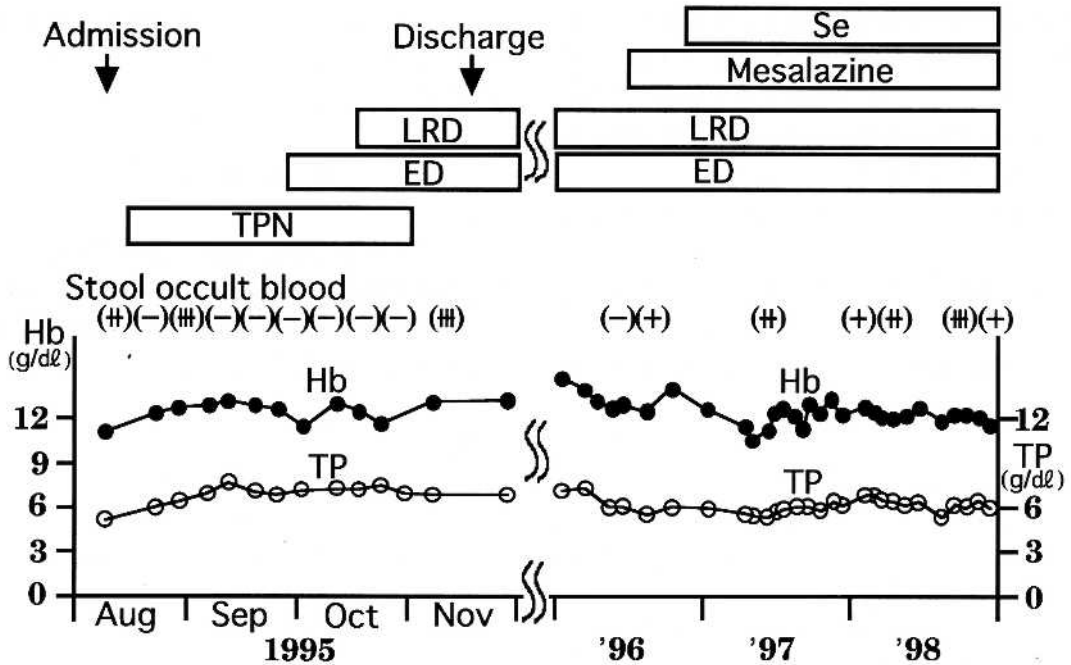 Admission
Discharge
Se
Mesalazine
LRD
LRD
ED
ED
TPN
Stool occult blood
(⧺)(−)(⧻)(−)(−)(−)(−)(−)(−) (⧻) (−)(+) (⧺) (+)(⧺) (⧻)(+)
Hb
(g/dℓ)
Hb
Hb
12
12
9
TP
TP
TP
(g/dℓ)
6
6
3
3
0
0
Aug Sep Oct Nov
1995 '96 '97 '98